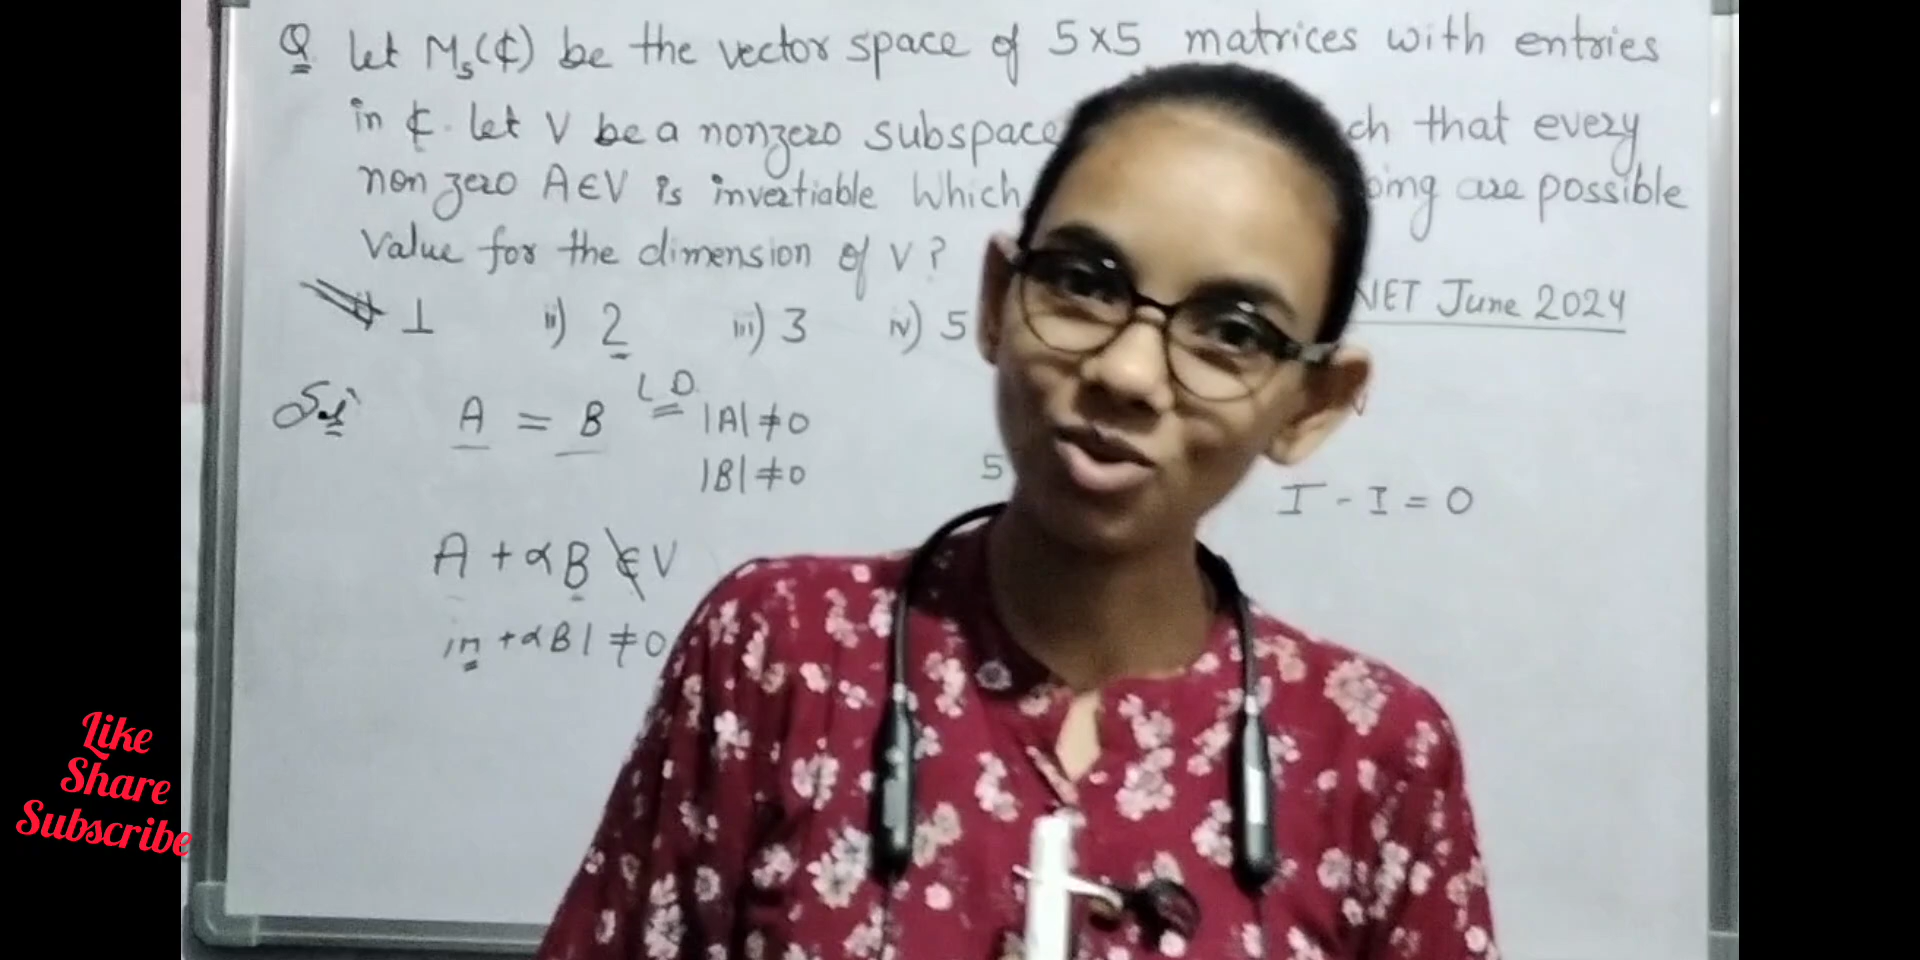 Q Let M₅(ℂ) be the vector space of 5×5 matrices with entries
in ℂ. let V be a nonzero subspace ch that every
non zero A∈V is invertiable Which oing are possible
Value for the dimension of V?
NET June 2024
1 ii) 2 iii) 3 iv) 5
Sol A = B LD |A|≠0
|B|≠0
5
I - I = 0
A + αB ∈ V
+αB| ≠0
Like
Share
Subscribe